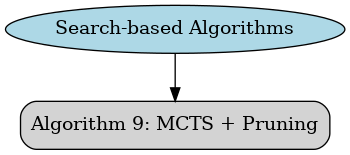 Search-based Algorithms
Algorithm 9: MCTS + Pruning